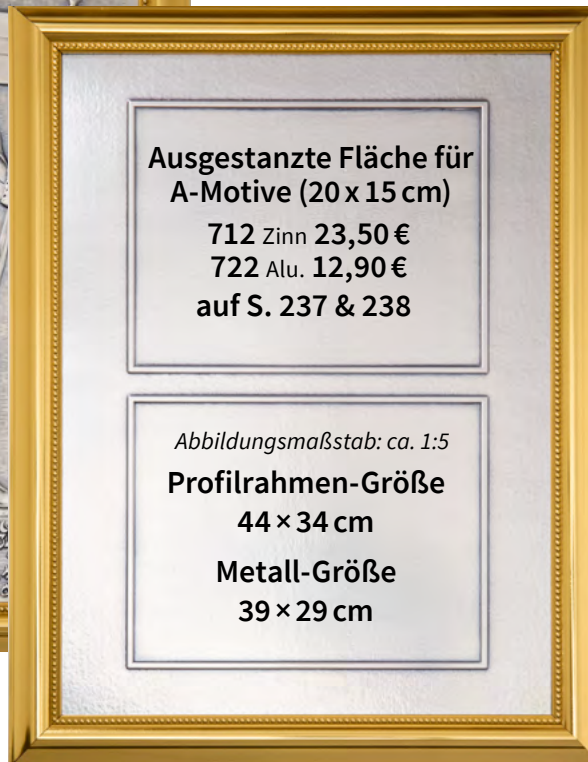 Ausgestanzte Fläche für
A-Motive (20 x 15 cm)
712 Zinn 23,50 €
722 Alu. 12,90 €
auf S. 237 & 238
Abbildungsmaßstab: ca. 1:5
Profilrahmen-Größe
44 × 34 cm
Metall-Größe
39 × 29 cm